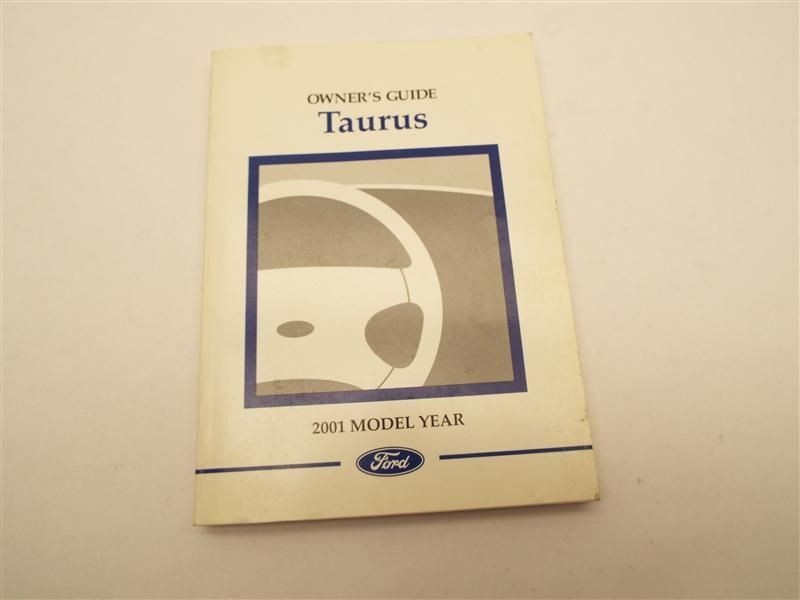 OWNER'S GUIDE
Taurus
2001 MODEL YEAR
Ford